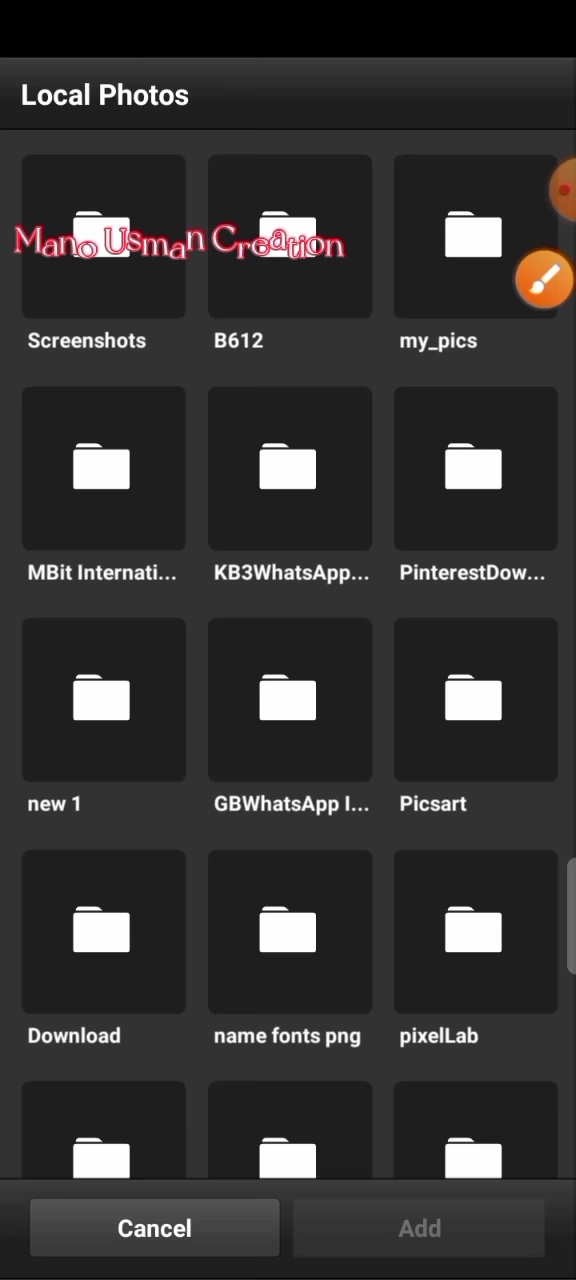 Local Photos
Mano Usman Creation
Screenshots
B612
my_pics
MBit Internati...
KB3WhatsApp...
PinterestDow...
new 1
GBWhatsApp I...
Picsart
Download
name fonts png
pixelLab
Cancel
Add